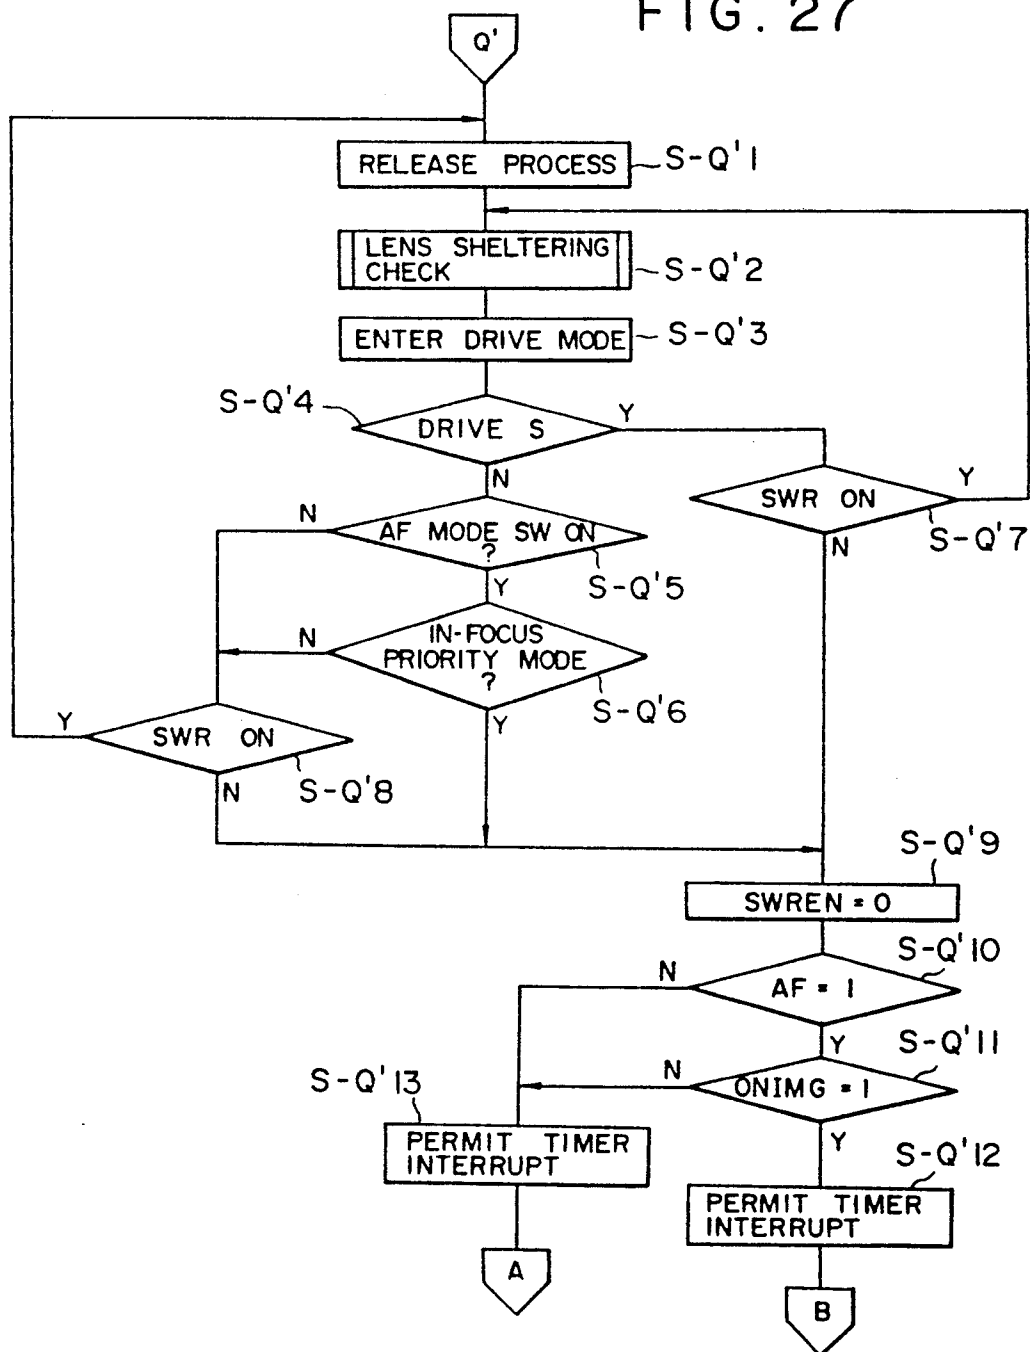 FIG. 27
Q'
RELEASE PROCESS
S-Q'1
LENS SHELTERING
CHECK
S-Q'2
ENTER DRIVE MODE
S-Q'3
S-Q'4
DRIVE S
Y
N
SWR ON
Y
N
S-Q'7
N
AF MODE SW ON
?
S-Q'5
Y
N
IN-FOCUS
PRIORITY MODE
?
S-Q'6
Y
Y
SWR ON
S-Q'8
N
S-Q'9
SWREN = 0
S-Q'10
N
AF = 1
Y
S-Q'11
N
ONIMG = 1
Y
S-Q'13
PERMIT TIMER
INTERRUPT
S-Q'12
PERMIT TIMER
INTERRUPT
A
B